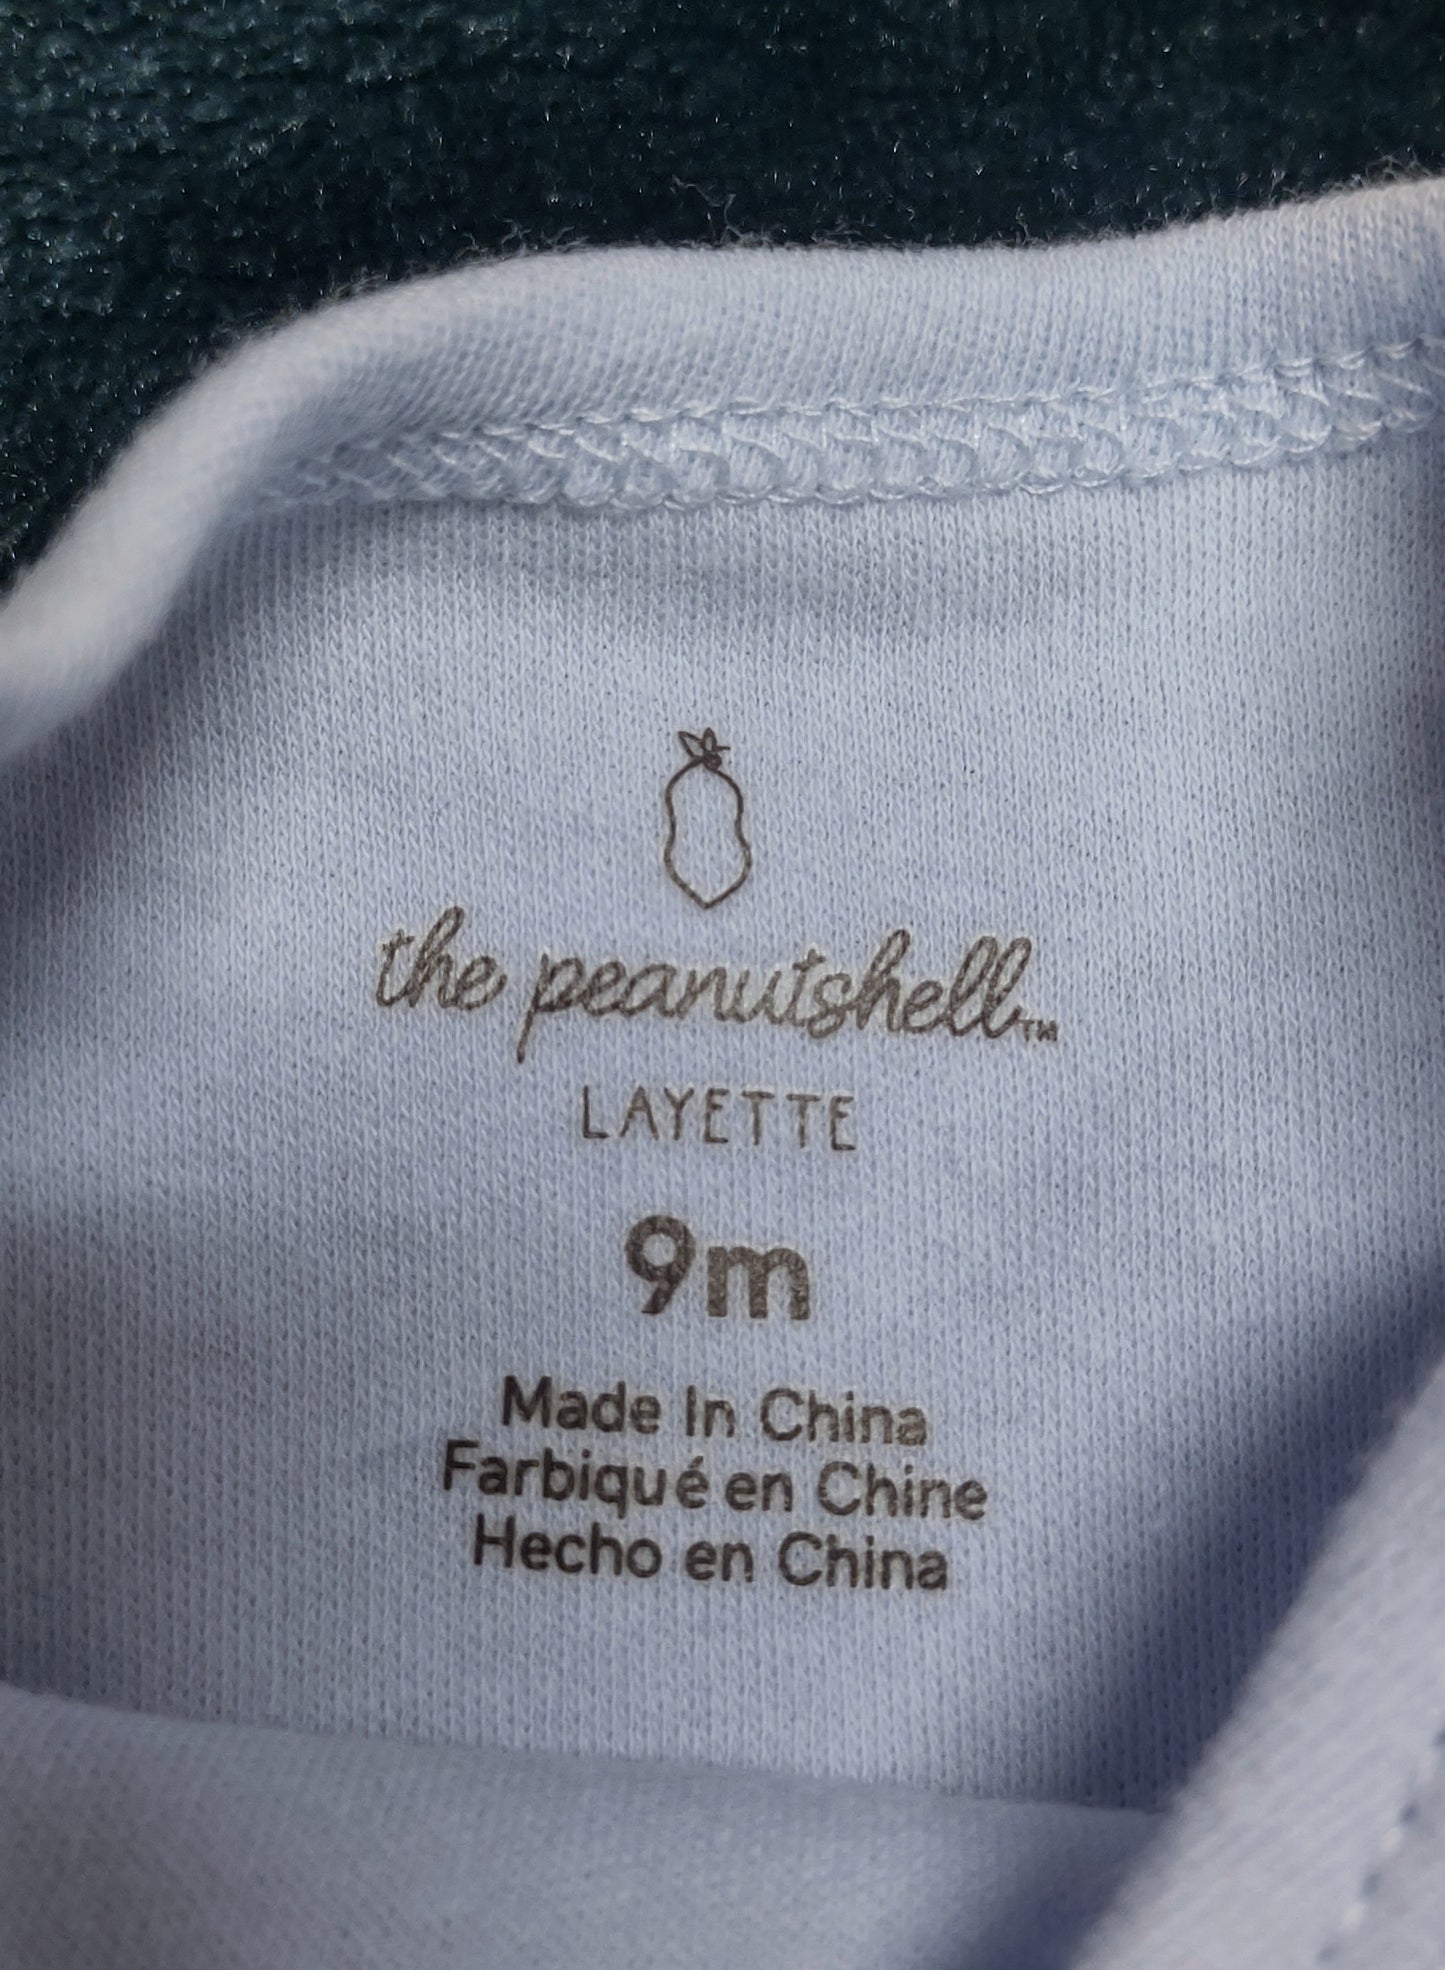 the peanutshell™
LAYETTE
9m
Made In China
Farbiqué en Chine
Hecho en China